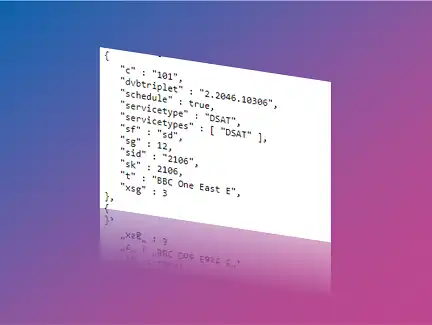 {
"c" : "101",
"dvbtriplet" : "2.2046.10306",
"schedule" : true,
"servicetype" : "DSAT",
"servicetypes" : [ "DSAT" ],
"sf" : "sd",
"sg" : 12,
"sid" : "2106",
"sk" : 2106,
"t" : "BBC One East E",
"xsg" : 3
},
{